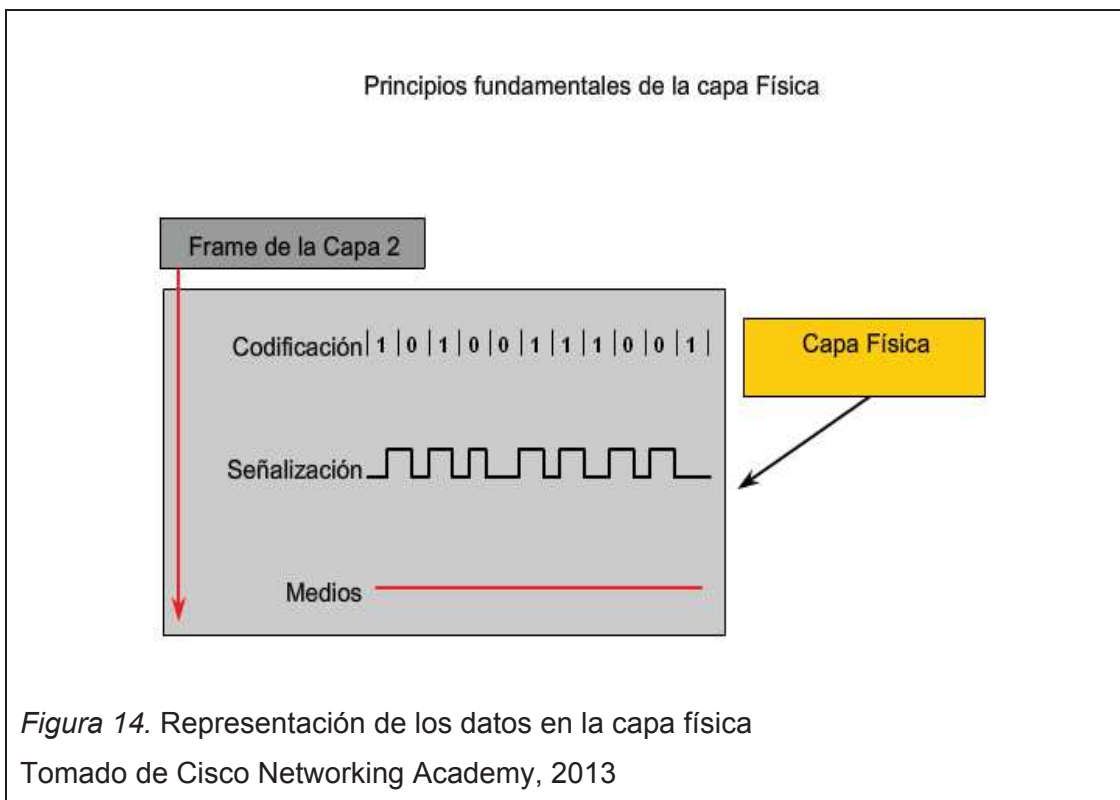 Principios fundamentales de la capa Física
Frame de la Capa 2
Codificación |1|0|1|0|0|1|1|1|0|0|1|
Capa Física
Señalización
Medios
Figura 14. Representación de los datos en la capa física
Tomado de Cisco Networking Academy, 2013